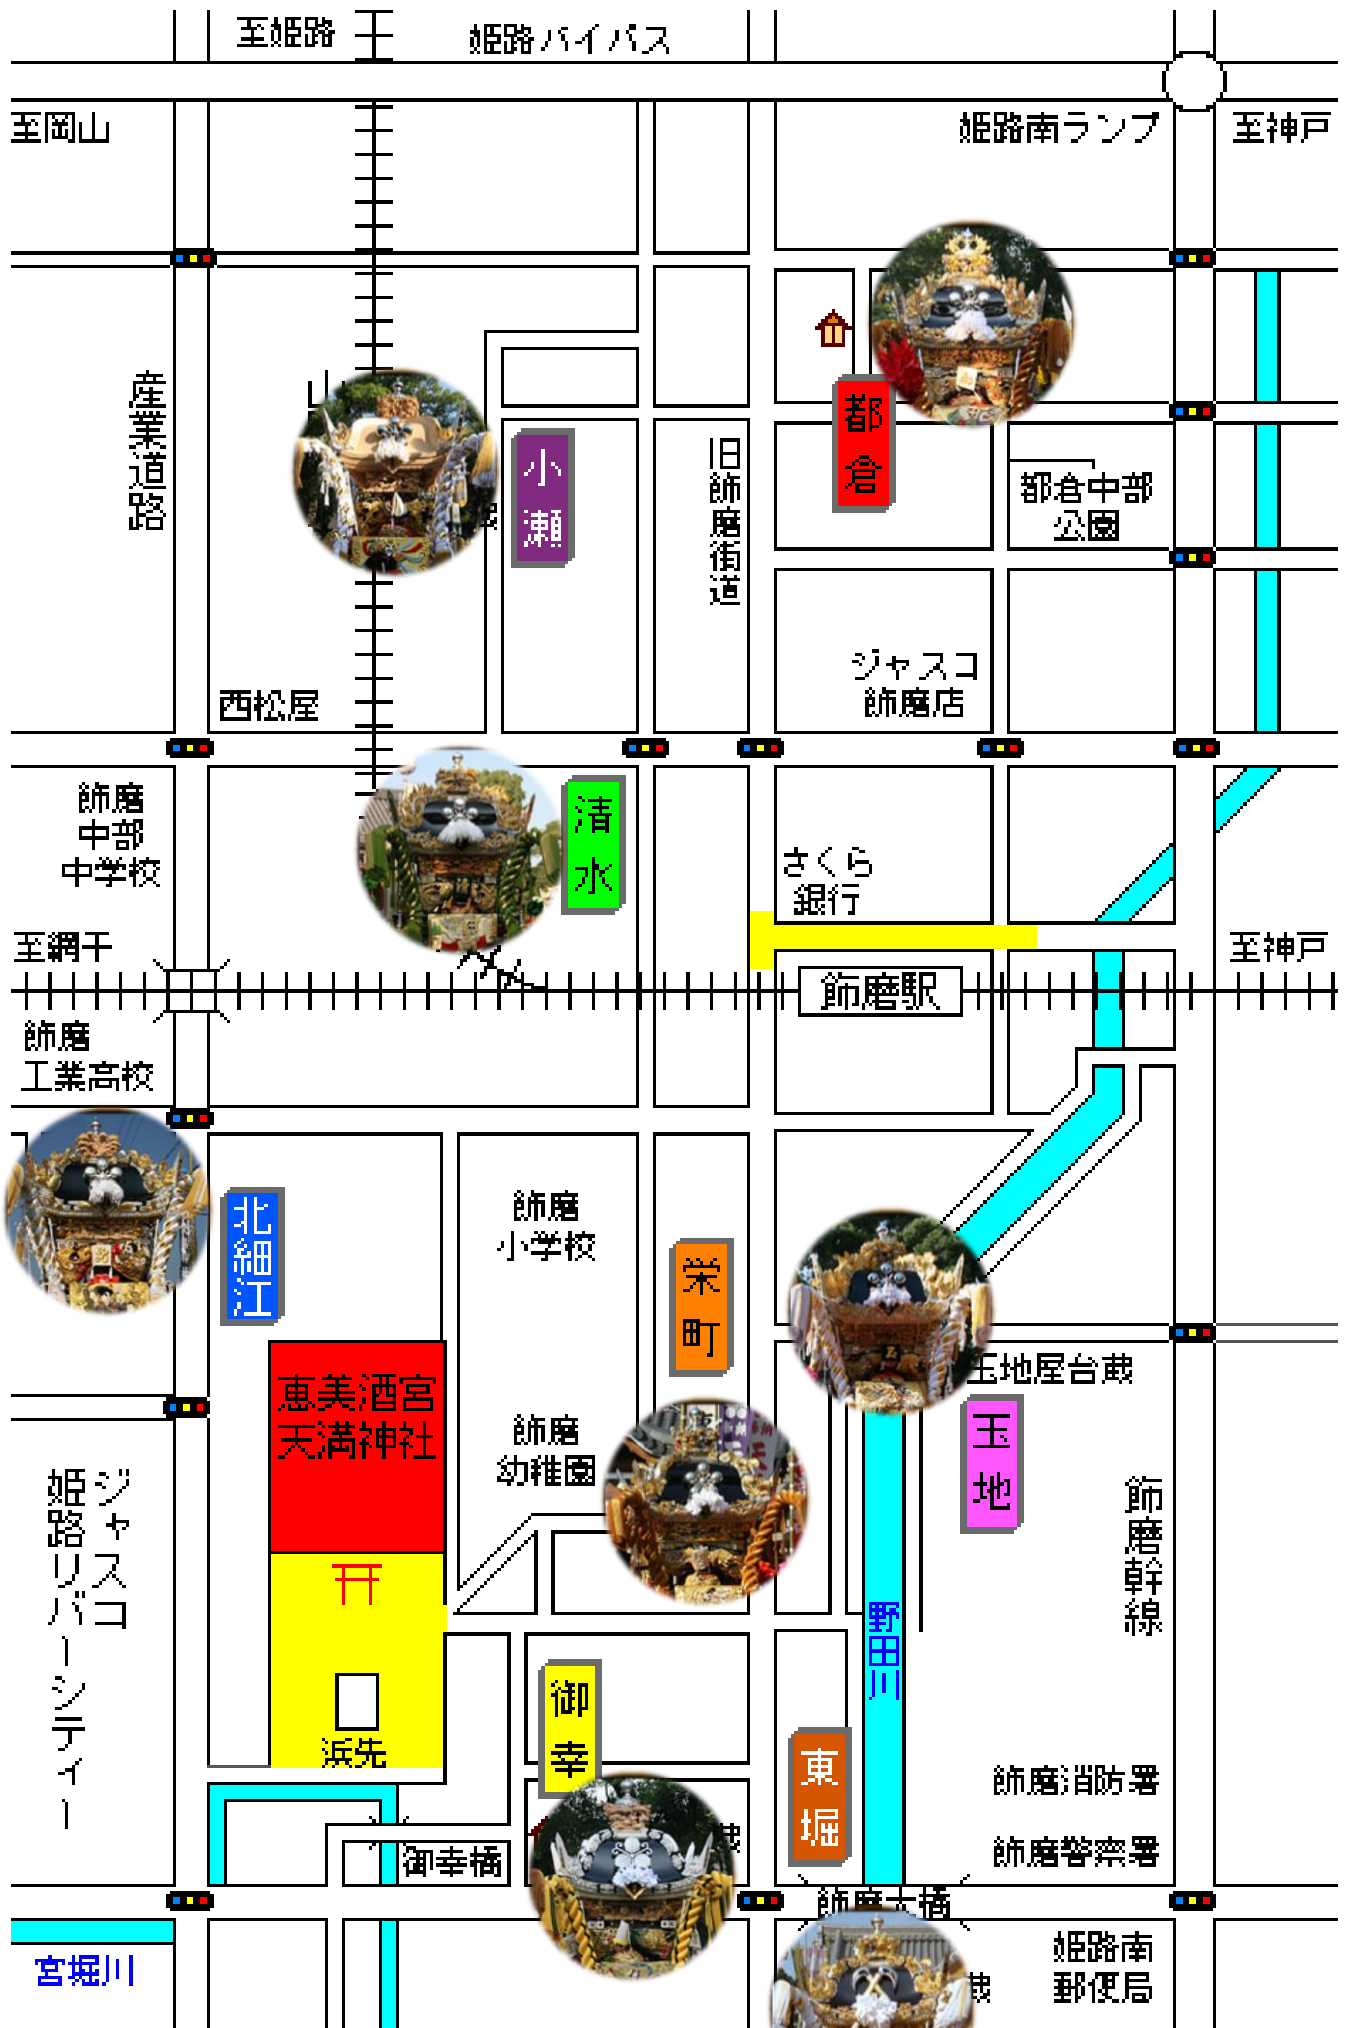 至姫路
姫路バイパス
至岡山
姫路南ランプ
至神戸
産業道路
小瀬
旧飾磨街道
都倉
都倉中部
公園
ジャスコ
飾磨店
西松屋
飾磨
中部
中学校
清水
さくら
銀行
至網干
至神戸
飾磨駅
飾磨
工業高校
北細江
飾磨
小学校
栄町
恵美酒宮
天満神社
玉地屋台蔵
玉地
飾磨
幼稚園
ジャスコ
姫路リバーシティー
飾磨幹線
野田川
御幸
浜先
東堀
飾磨消防署
御幸橋
飾磨警察署
飾磨大橋
宮堀川
姫路南
郵便局